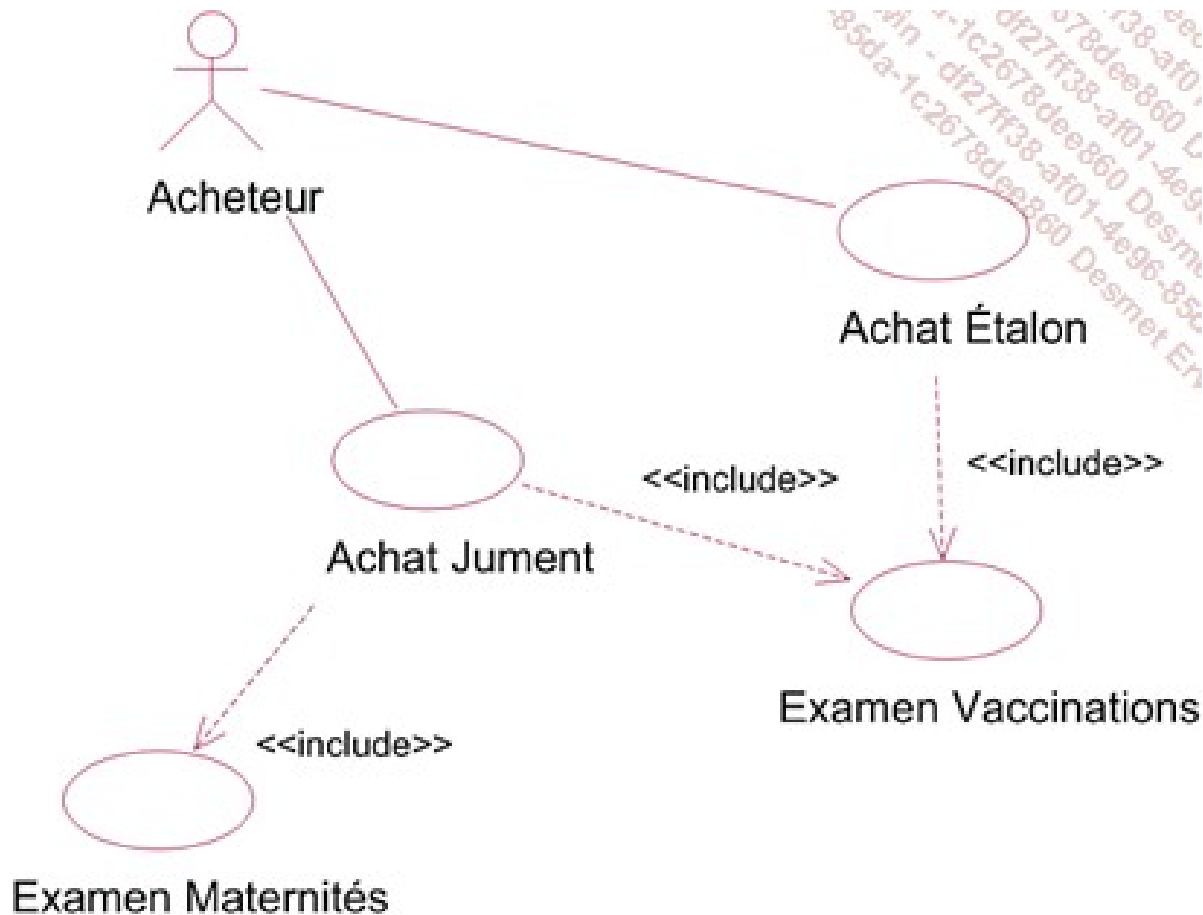 Acheteur
Achat Étalon
<<include>>
<<include>>
Achat Jument
Examen Vaccinations
<<include>>
Examen Maternités